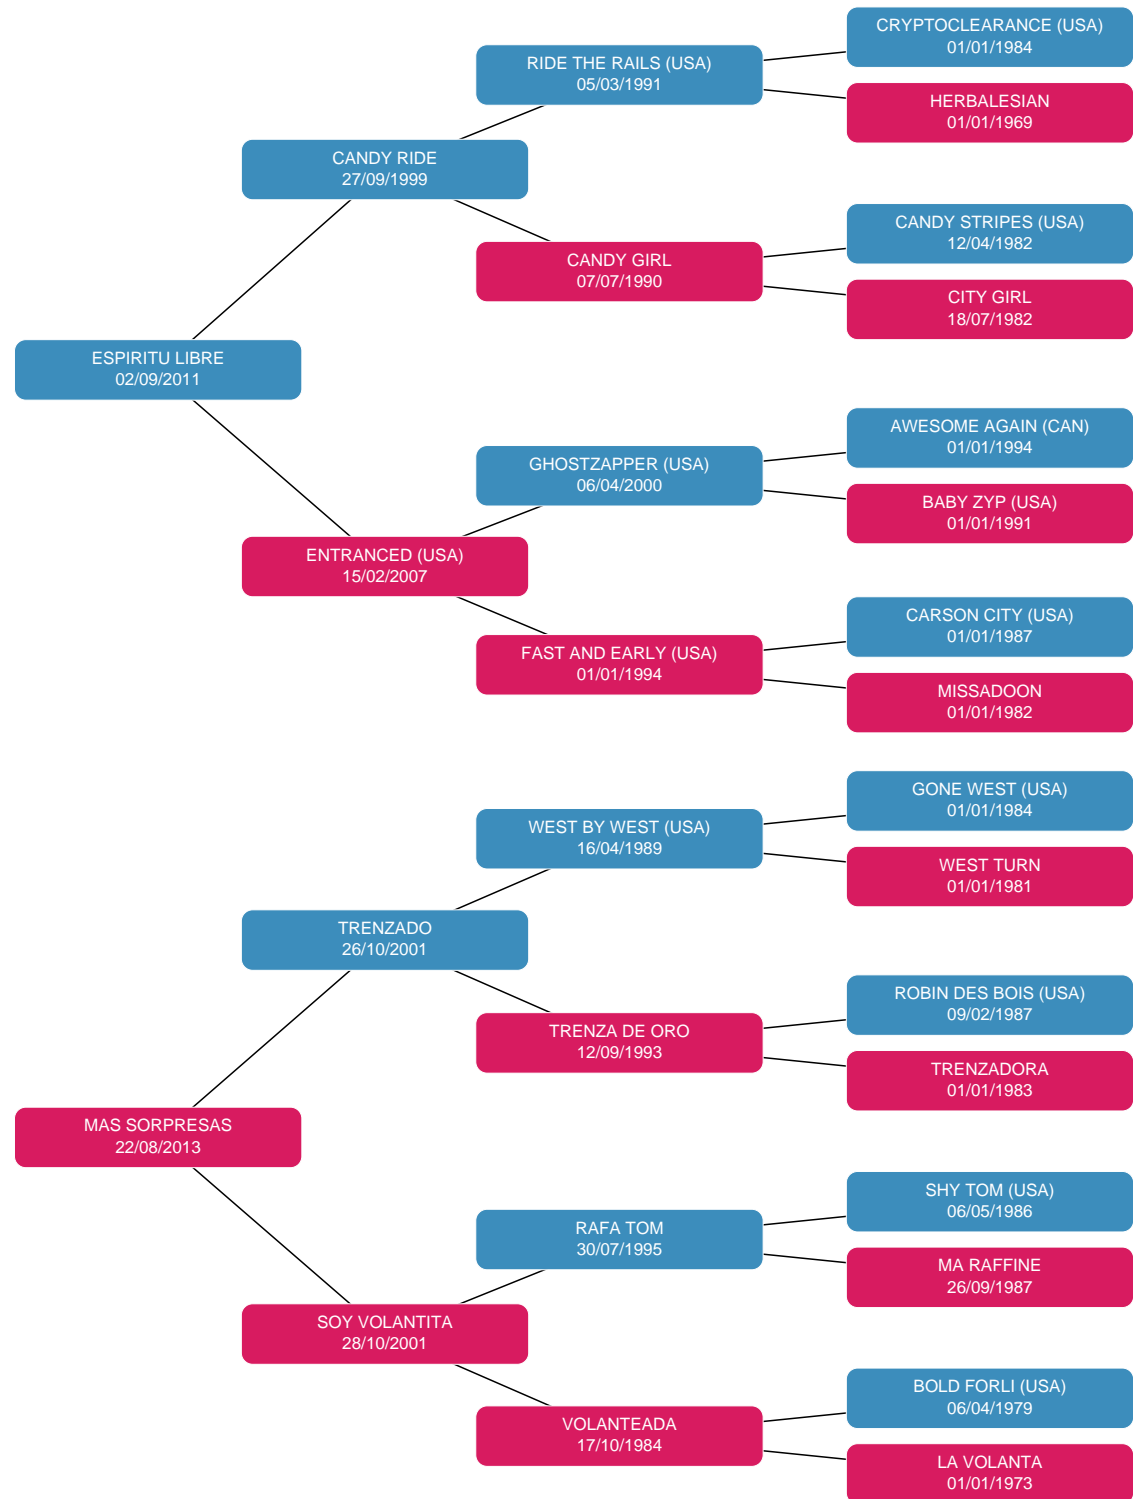 CRYPTOCLEARANCE (USA)
01/01/1984
RIDE THE RAILS (USA)
05/03/1991
HERBALESIAN
01/01/1969
CANDY RIDE
27/09/1999
CANDY STRIPES (USA)
12/04/1982
CANDY GIRL
07/07/1990
CITY GIRL
18/07/1982
ESPIRITU LIBRE
02/09/2011
AWESOME AGAIN (CAN)
01/01/1994
GHOSTZAPPER (USA)
06/04/2000
BABY ZYP (USA)
01/01/1991
ENTRANCED (USA)
15/02/2007
CARSON CITY (USA)
01/01/1987
FAST AND EARLY (USA)
01/01/1994
MISSADOON
01/01/1982
GONE WEST (USA)
01/01/1984
WEST BY WEST (USA)
16/04/1989
WEST TURN
01/01/1981
TRENZADO
26/10/2001
ROBIN DES BOIS (USA)
09/02/1987
TRENZA DE ORO
12/09/1993
TRENZADORA
01/01/1983
MAS SORPRESAS
22/08/2013
SHY TOM (USA)
06/05/1986
RAFA TOM
30/07/1995
MA RAFFINE
26/09/1987
SOY VOLANTITA
28/10/2001
BOLD FORLI (USA)
06/04/1979
VOLANTEADA
17/10/1984
LA VOLANTA
01/01/1973